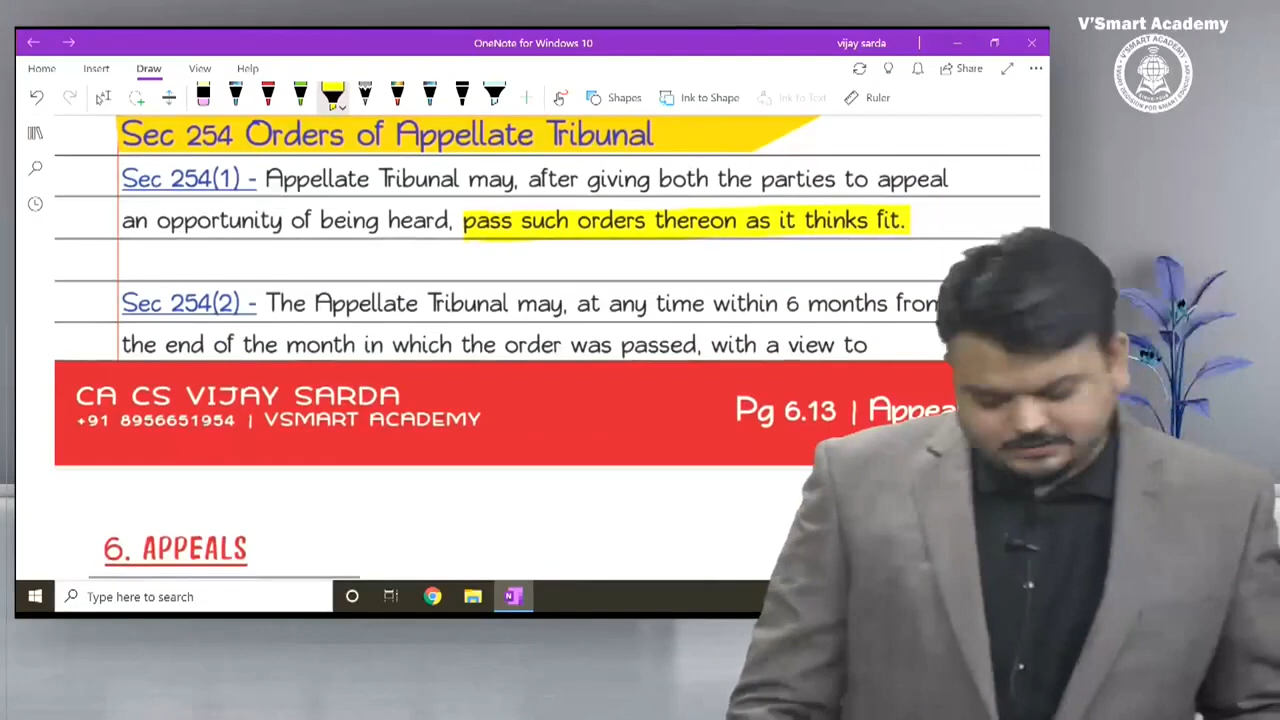 V'Smart Academy
OneNote for Windows 10
vijay sarda
Home Insert Draw View Help
Share
Shapes Ink to Shape Ink to Text Ruler
Sec 254 Orders of Appellate Tribunal
Sec 254(1) - Appellate Tribunal may, after giving both the parties to appeal
an opportunity of being heard, pass such orders thereon as it thinks fit.
Sec 254(2) - The Appellate Tribunal may, at any time within 6 months from
the end of the month in which the order was passed, with a view to
CA CS VIJAY SARDA
+91 8956651954 | VSMART ACADEMY
Pg 6.13 |
6. APPEALS
Type here to search